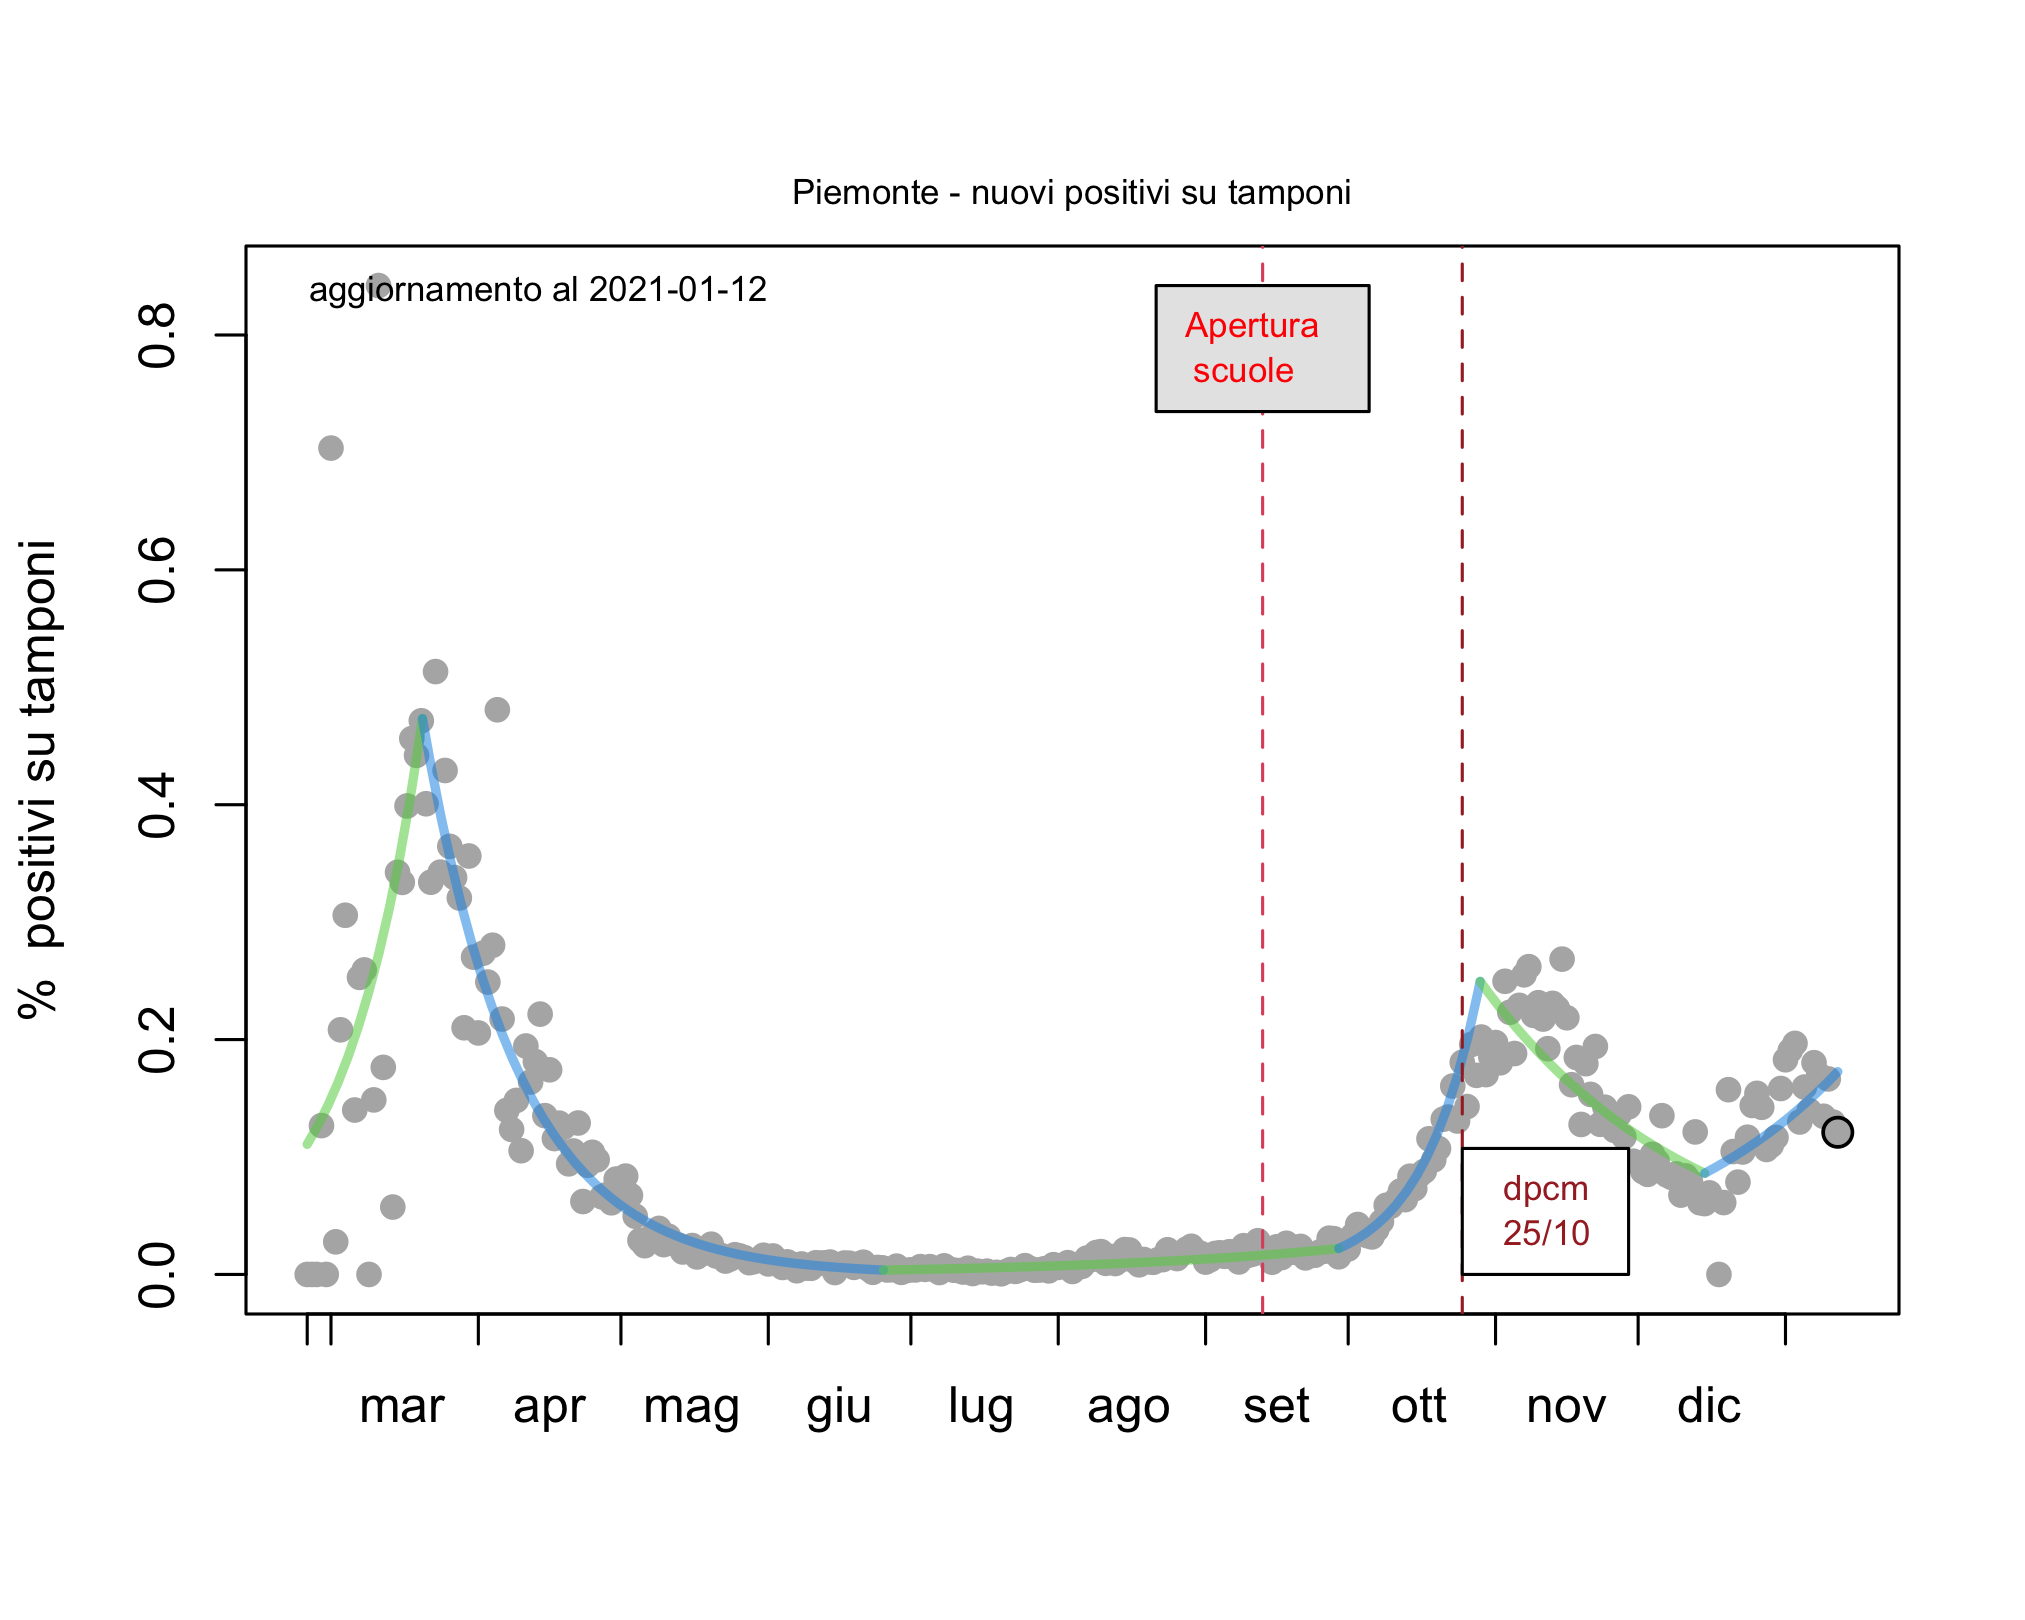 Piemonte - nuovi positivi su tamponi
aggiornamento al 2021-01-12
Apertura
scuole
% positivi su tamponi
0.8
0.6
0.4
0.2
0.0
dpcm
25/10
mar apr mag giu lug ago set ott nov dic